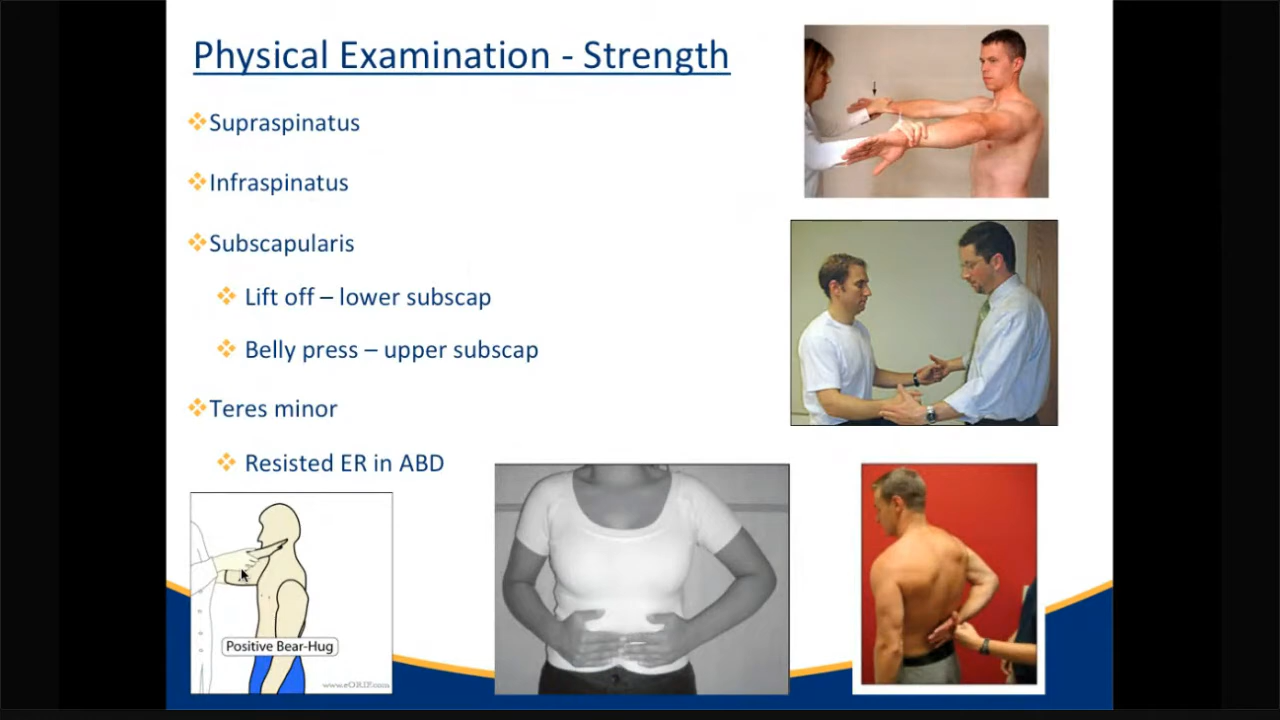 Physical Examination - Strength
Supraspinatus
Infraspinatus
Subscapularis
Lift off – lower subscap
Belly press – upper subscap
Teres minor
Resisted ER in ABD
Positive Bear-Hug
www.eORIF.com